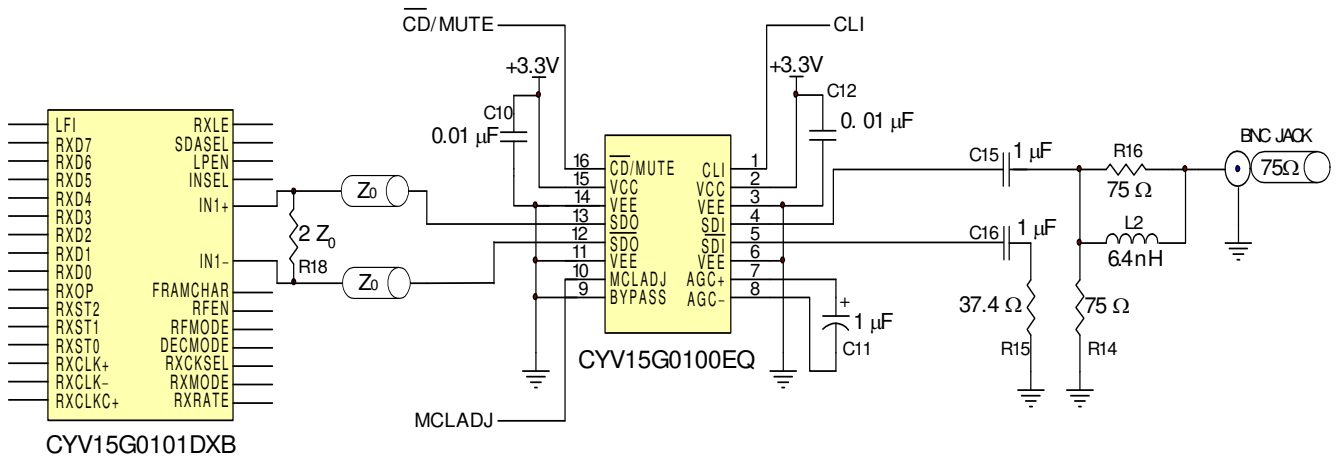 CD/MUTE
CLI
+3.3V
+3.3V
C10
0.01 μF
C12
0. 01 μF
LFI
RXD7
RXD6
RXD5
RXD4
RXD3
RXD2
RXD1
RXD0
RXOP
RXST2
RXST1
RXST0
RXCLK+
RXCLK-
RXCLKC+
RXLE
SDASEL
LPEN
INSEL
IN1+
IN1-
FRAMCHAR
RFEN
RFMODE
DECMODE
RXCKSEL
RXMODE
RXRATE
CYV15G0101DXB
Z0
2 Z0
R18
Z0
16 CD/MUTE
15 VCC
14 VEE
13 SDO
12 SDO
11 VEE
10 MCLADJ
9 BYPASS
CLI 1
VCC 2
VEE 3
SDI 4
SDI 5
VEE 6
AGC+ 7
AGC- 8
CYV15G0100EQ
MCLADJ
+
1 μF
C11
C15
1 μF
C16
1 μF
R16
75 Ω
L2
6.4nH
37.4 Ω
R15
75 Ω
R14
BNC JACK
75Ω